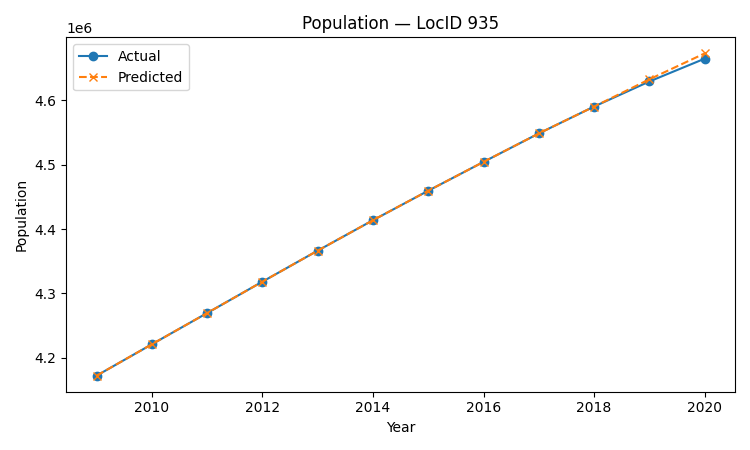 Population — LocID 935
1e6
Actual
Predicted
4.6
4.5
4.4
4.3
4.2
Population
2010 2012 2014 2016 2018 2020
Year